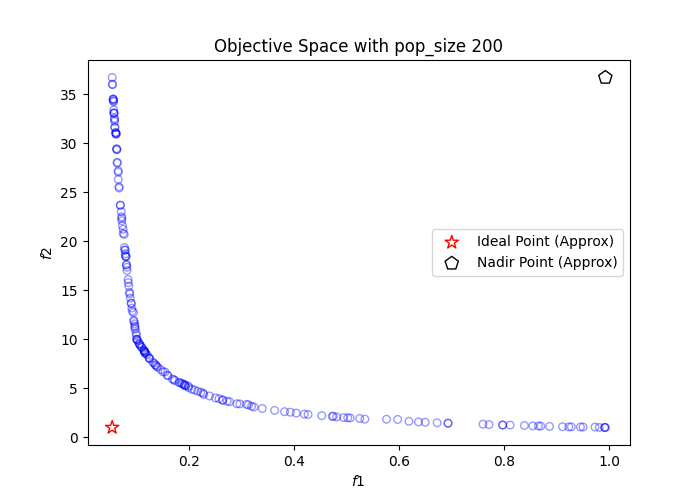 Objective Space with pop_size 200
f2
35
30
25
20
15
10
5
0
Ideal Point (Approx)
Nadir Point (Approx)
0.2 0.4 0.6 0.8 1.0
f1